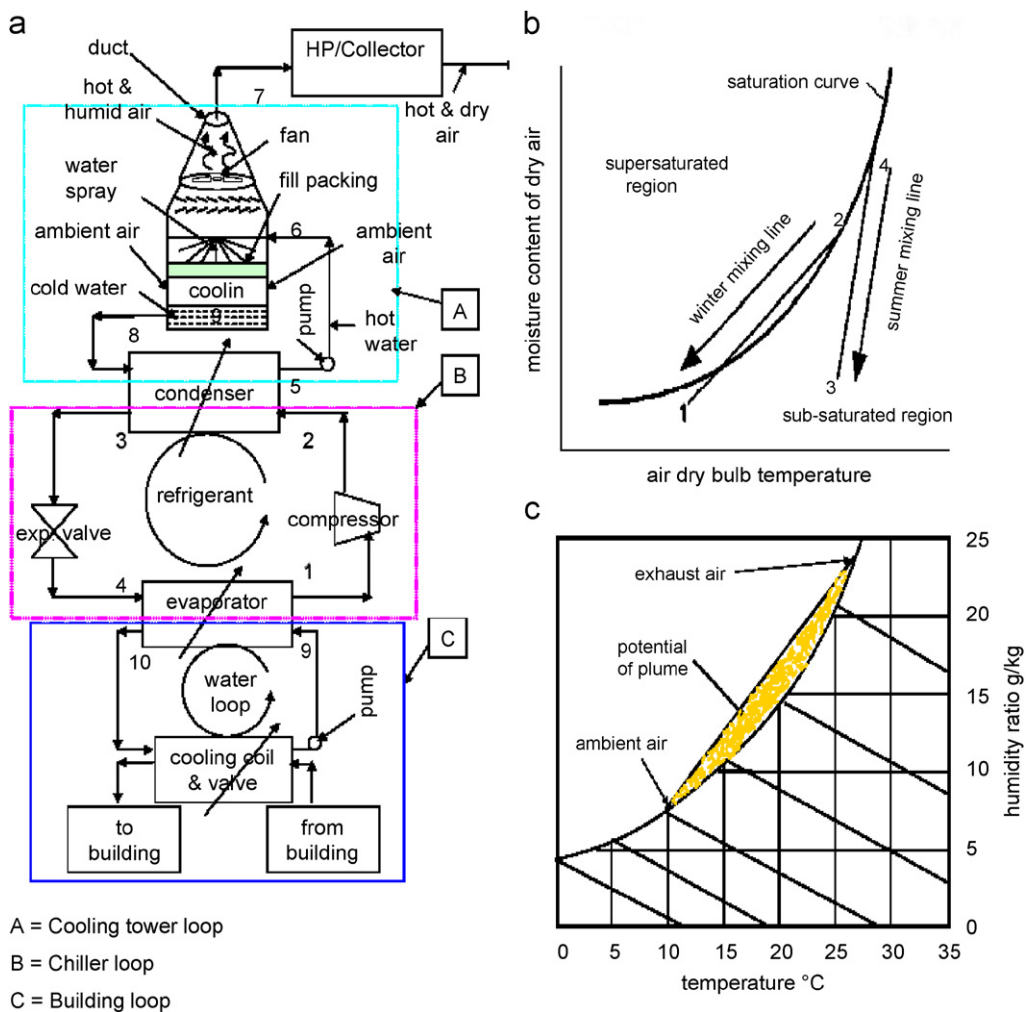 a
duct
hot &
humid air
7
HP/Collector
hot & dry
air
fan
water
spray
fill packing
ambient air
6
ambient
air
coolin
cold water
9
pump
hot
water
A
8
condenser
5
B
3
2
refrigerant
exp. valve
compressor
4
1
evaporator
10
9
C
water
loop
pump
cooling coil
& valve
to
building
from
building
A = Cooling tower loop
B = Chiller loop
C = Building loop
b
saturation curve
moisture content of dry air
supersaturated
region
4
2
winter mixing line
summer mixing line
3
1
sub-saturated region
air dry bulb temperature
c
25
exhaust air
20
potential
of plume
15
ambient air
10
5
0
humidity ratio g/kg
0 5 10 15 20 25 30 35
temperature °C